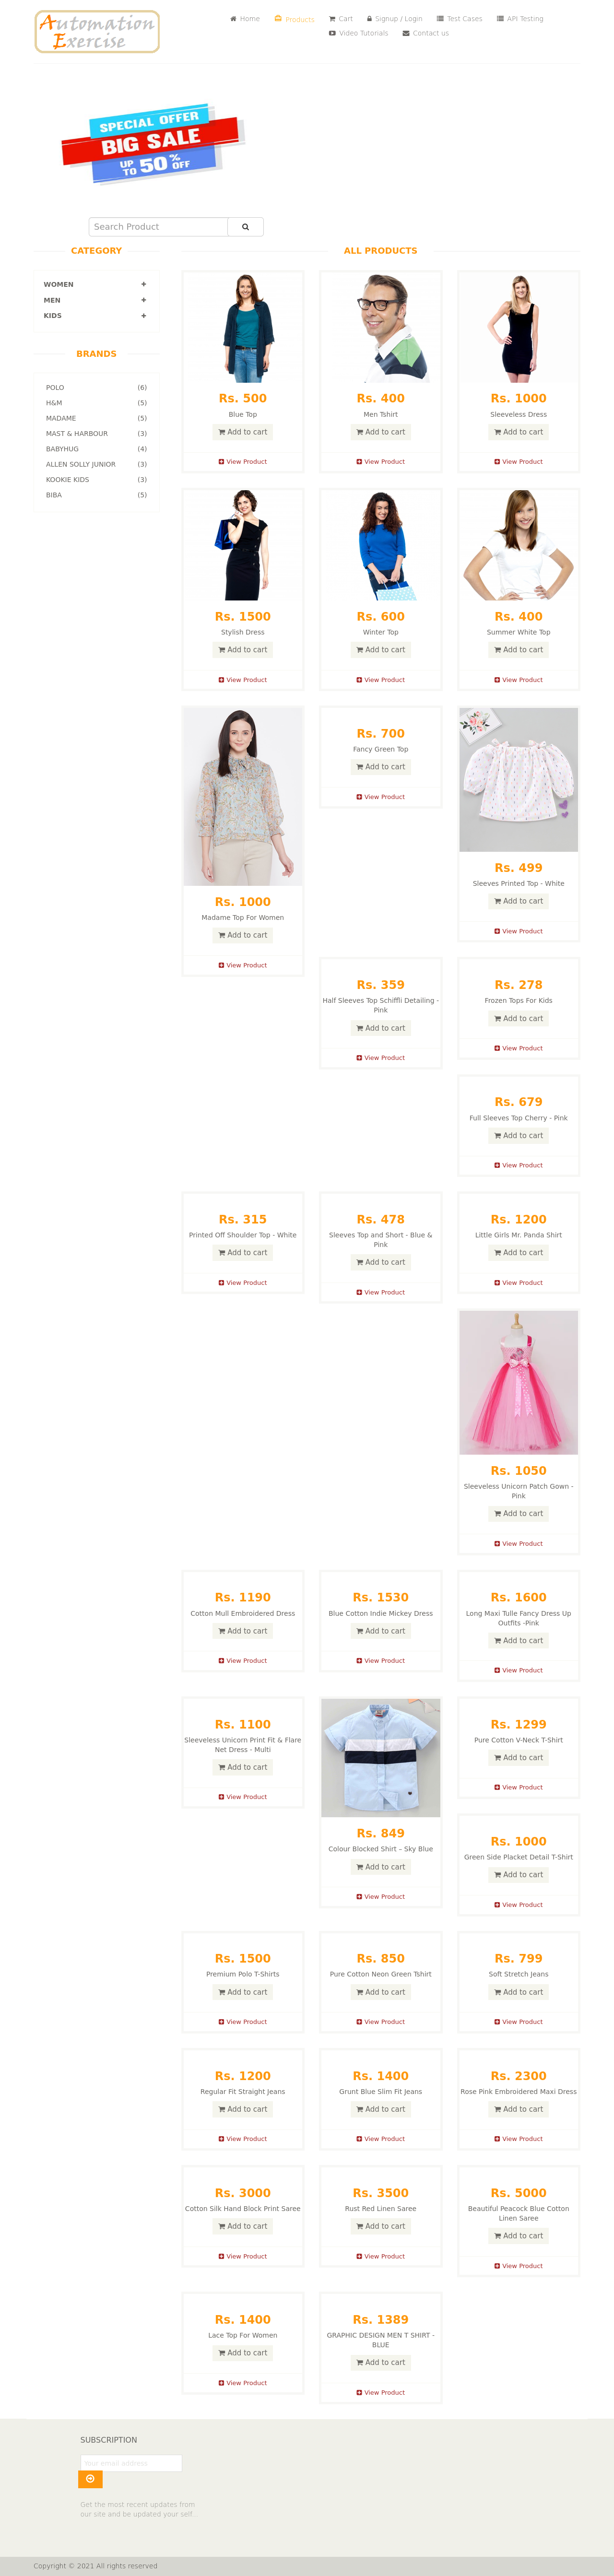 Automation
Exercise
Home
Products
Cart
Signup / Login
Test Cases
API Testing
Video Tutorials
Contact us
SPECIAL OFFER
BIG SALE
UP TO 50% OFF
Search Product
CATEGORY
WOMEN
MEN
KIDS
BRANDS
POLO (6)
H&M (5)
MADAME (5)
MAST & HARBOUR (3)
BABYHUG (4)
ALLEN SOLLY JUNIOR (3)
KOOKIE KIDS (3)
BIBA (5)
ALL PRODUCTS
Rs. 500
Blue Top
Add to cart
View Product
Rs. 400
Men Tshirt
Add to cart
View Product
Rs. 1000
Sleeveless Dress
Add to cart
View Product
Rs. 1500
Stylish Dress
Add to cart
View Product
Rs. 600
Winter Top
Add to cart
View Product
Rs. 400
Summer White Top
Add to cart
View Product
Rs. 1000
Madame Top For Women
Add to cart
View Product
Rs. 700
Fancy Green Top
Add to cart
View Product
Rs. 499
Sleeves Printed Top - White
Add to cart
View Product
Rs. 359
Half Sleeves Top Schiffli Detailing -
Pink
Add to cart
View Product
Rs. 278
Frozen Tops For Kids
Add to cart
View Product
Rs. 679
Full Sleeves Top Cherry - Pink
Add to cart
View Product
Rs. 315
Printed Off Shoulder Top - White
Add to cart
View Product
Rs. 478
Sleeves Top and Short - Blue &
Pink
Add to cart
View Product
Rs. 1200
Little Girls Mr. Panda Shirt
Add to cart
View Product
Rs. 1050
Sleeveless Unicorn Patch Gown -
Pink
Add to cart
View Product
Rs. 1190
Cotton Mull Embroidered Dress
Add to cart
View Product
Rs. 1530
Blue Cotton Indie Mickey Dress
Add to cart
View Product
Rs. 1600
Long Maxi Tulle Fancy Dress Up
Outfits -Pink
Add to cart
View Product
Rs. 1100
Sleeveless Unicorn Print Fit & Flare
Net Dress - Multi
Add to cart
View Product
Rs. 849
Colour Blocked Shirt – Sky Blue
Add to cart
View Product
Rs. 1299
Pure Cotton V-Neck T-Shirt
Add to cart
View Product
Rs. 1000
Green Side Placket Detail T-Shirt
Add to cart
View Product
Rs. 1500
Premium Polo T-Shirts
Add to cart
View Product
Rs. 850
Pure Cotton Neon Green Tshirt
Add to cart
View Product
Rs. 799
Soft Stretch Jeans
Add to cart
View Product
Rs. 1200
Regular Fit Straight Jeans
Add to cart
View Product
Rs. 1400
Grunt Blue Slim Fit Jeans
Add to cart
View Product
Rs. 2300
Rose Pink Embroidered Maxi Dress
Add to cart
View Product
Rs. 3000
Cotton Silk Hand Block Print Saree
Add to cart
View Product
Rs. 3500
Rust Red Linen Saree
Add to cart
View Product
Rs. 5000
Beautiful Peacock Blue Cotton
Linen Saree
Add to cart
View Product
Rs. 1400
Lace Top For Women
Add to cart
View Product
Rs. 1389
GRAPHIC DESIGN MEN T SHIRT -
BLUE
Add to cart
View Product
SUBSCRIPTION
Your email address
Get the most recent updates from
our site and be updated your self...
Copyright © 2021 All rights reserved